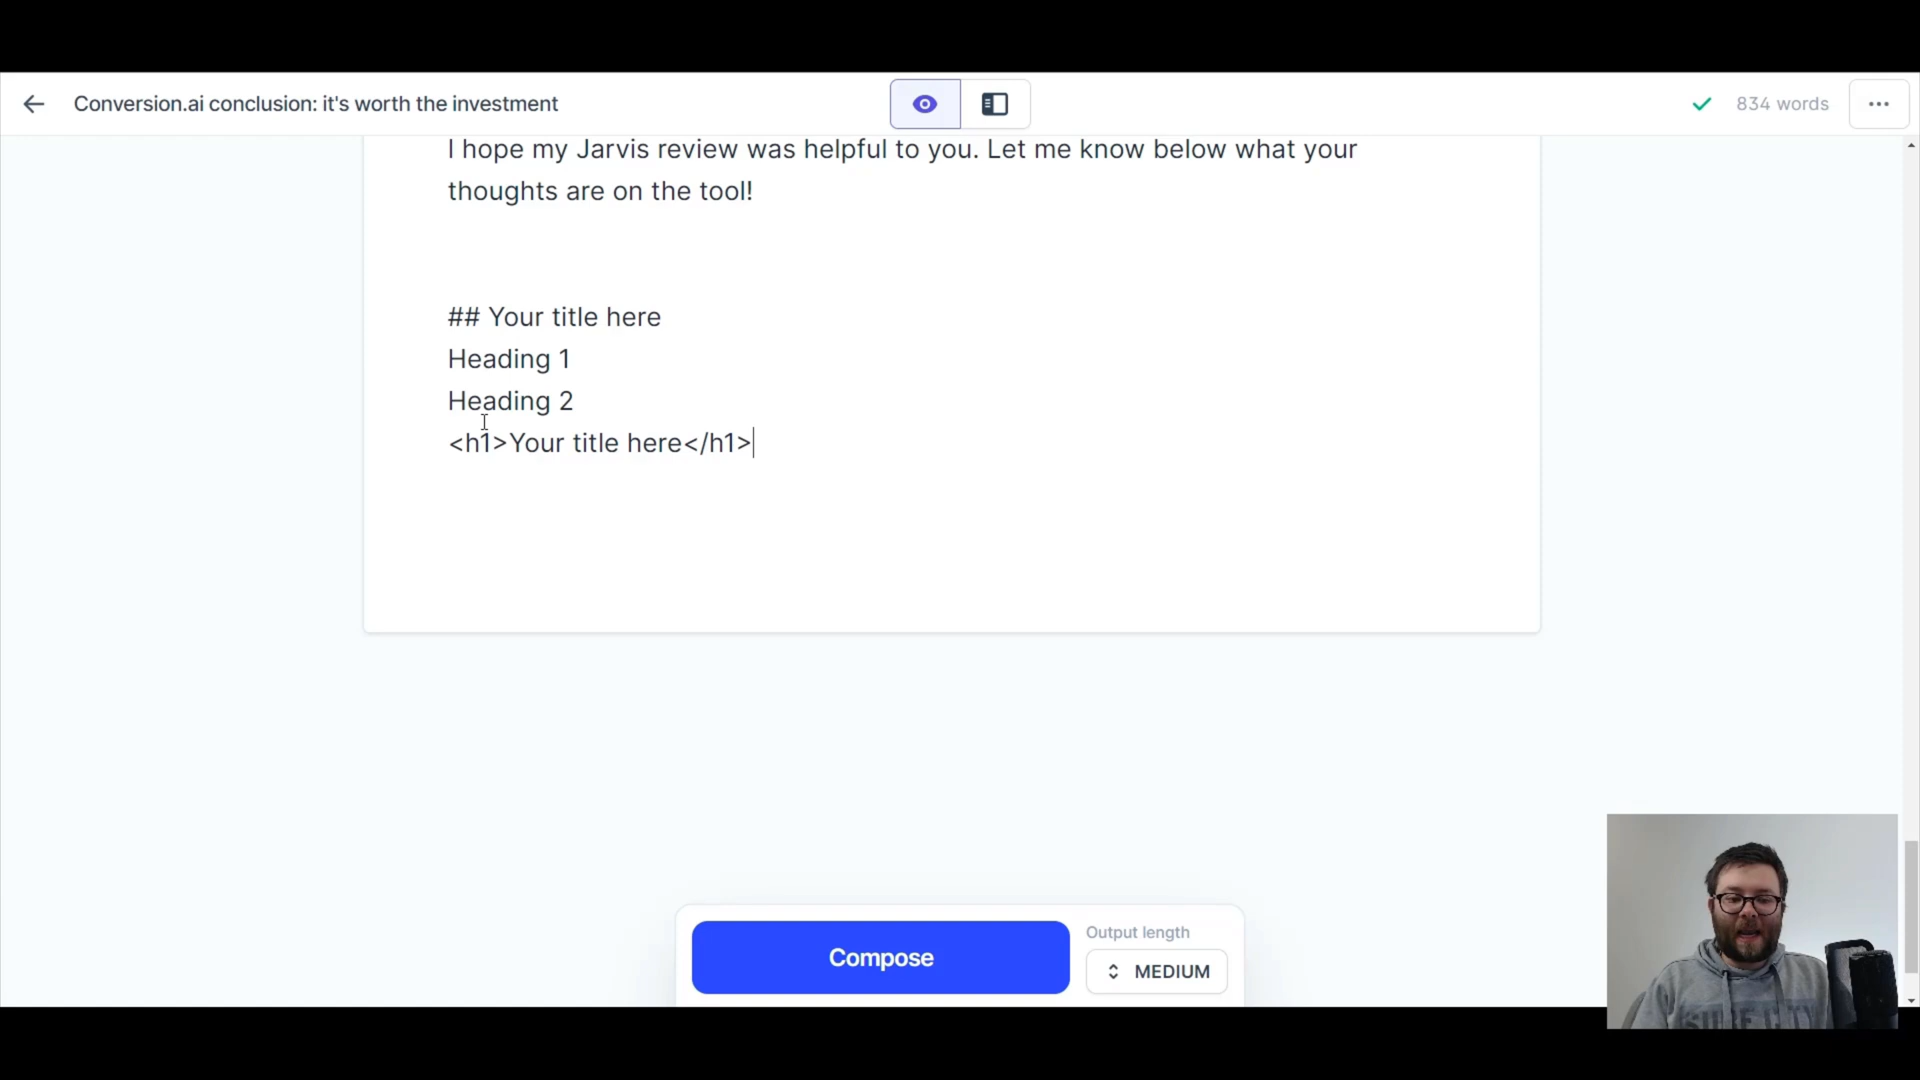 Conversion.ai conclusion: it's worth the investment
834 words
I hope my Jarvis review was helpful to you. Let me know below what your
thoughts are on the tool!
## Your title here
Heading 1
Heading 2
<h1>Your title here</h1>
Compose
Output length
MEDIUM